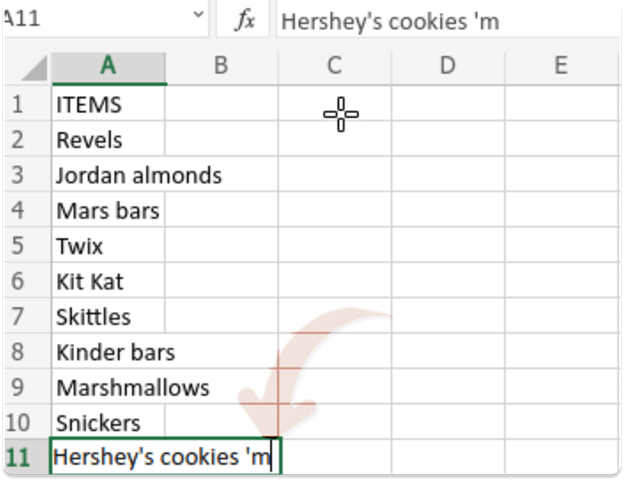 A11 fx Hershey's cookies 'm
A B C D E
1 ITEMS
2 Revels
3 Jordan almonds
4 Mars bars
5 Twix
6 Kit Kat
7 Skittles
8 Kinder bars
9 Marshmallows
10 Snickers
11 Hershey's cookies 'm